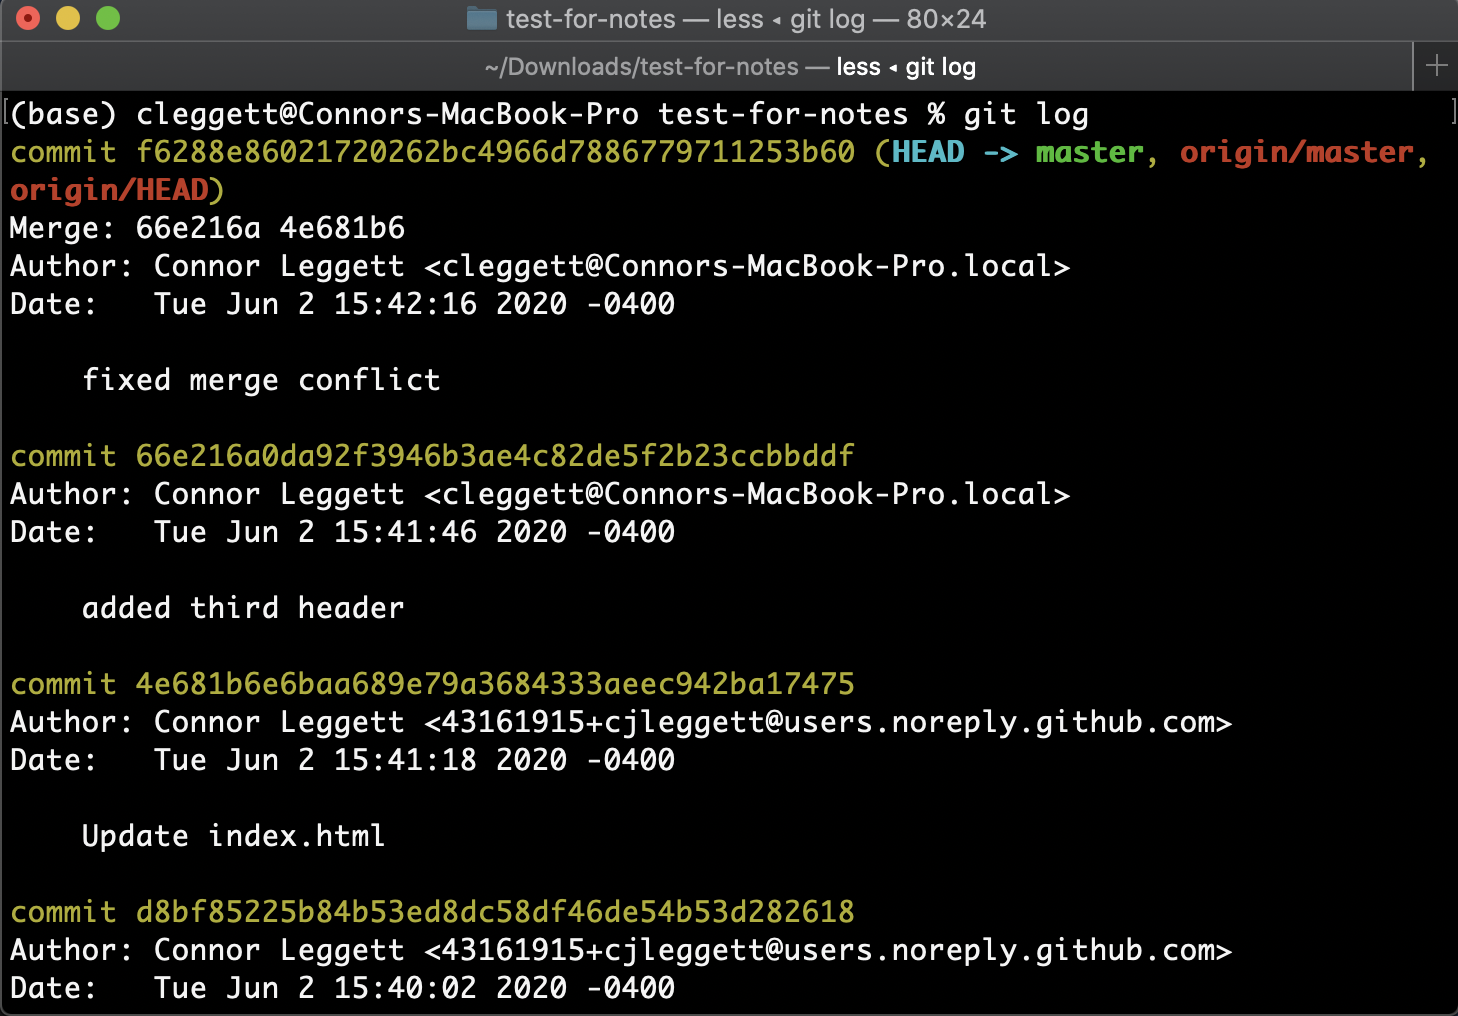 test-for-notes — less ◂ git log — 80×24
~/Downloads/test-for-notes — less ◂ git log
(base) cleggett@Connors-MacBook-Pro test-for-notes % git log
commit f6288e86021720262bc4966d7886779711253b60 (HEAD -> master, origin/master,
origin/HEAD)
Merge: 66e216a 4e681b6
Author: Connor Leggett <cleggett@Connors-MacBook-Pro.local>
Date:   Tue Jun 2 15:42:16 2020 -0400
    fixed merge conflict
commit 66e216a0da92f3946b3ae4c82de5f2b23ccbbddf
Author: Connor Leggett <cleggett@Connors-MacBook-Pro.local>
Date:   Tue Jun 2 15:41:46 2020 -0400
    added third header
commit 4e681b6e6baa689e79a3684333aeec942ba17475
Author: Connor Leggett <43161915+cjleggett@users.noreply.github.com>
Date:   Tue Jun 2 15:41:18 2020 -0400
    Update index.html
commit d8bf85225b84b53ed8dc58df46de54b53d282618
Author: Connor Leggett <43161915+cjleggett@users.noreply.github.com>
Date:   Tue Jun 2 15:40:02 2020 -0400